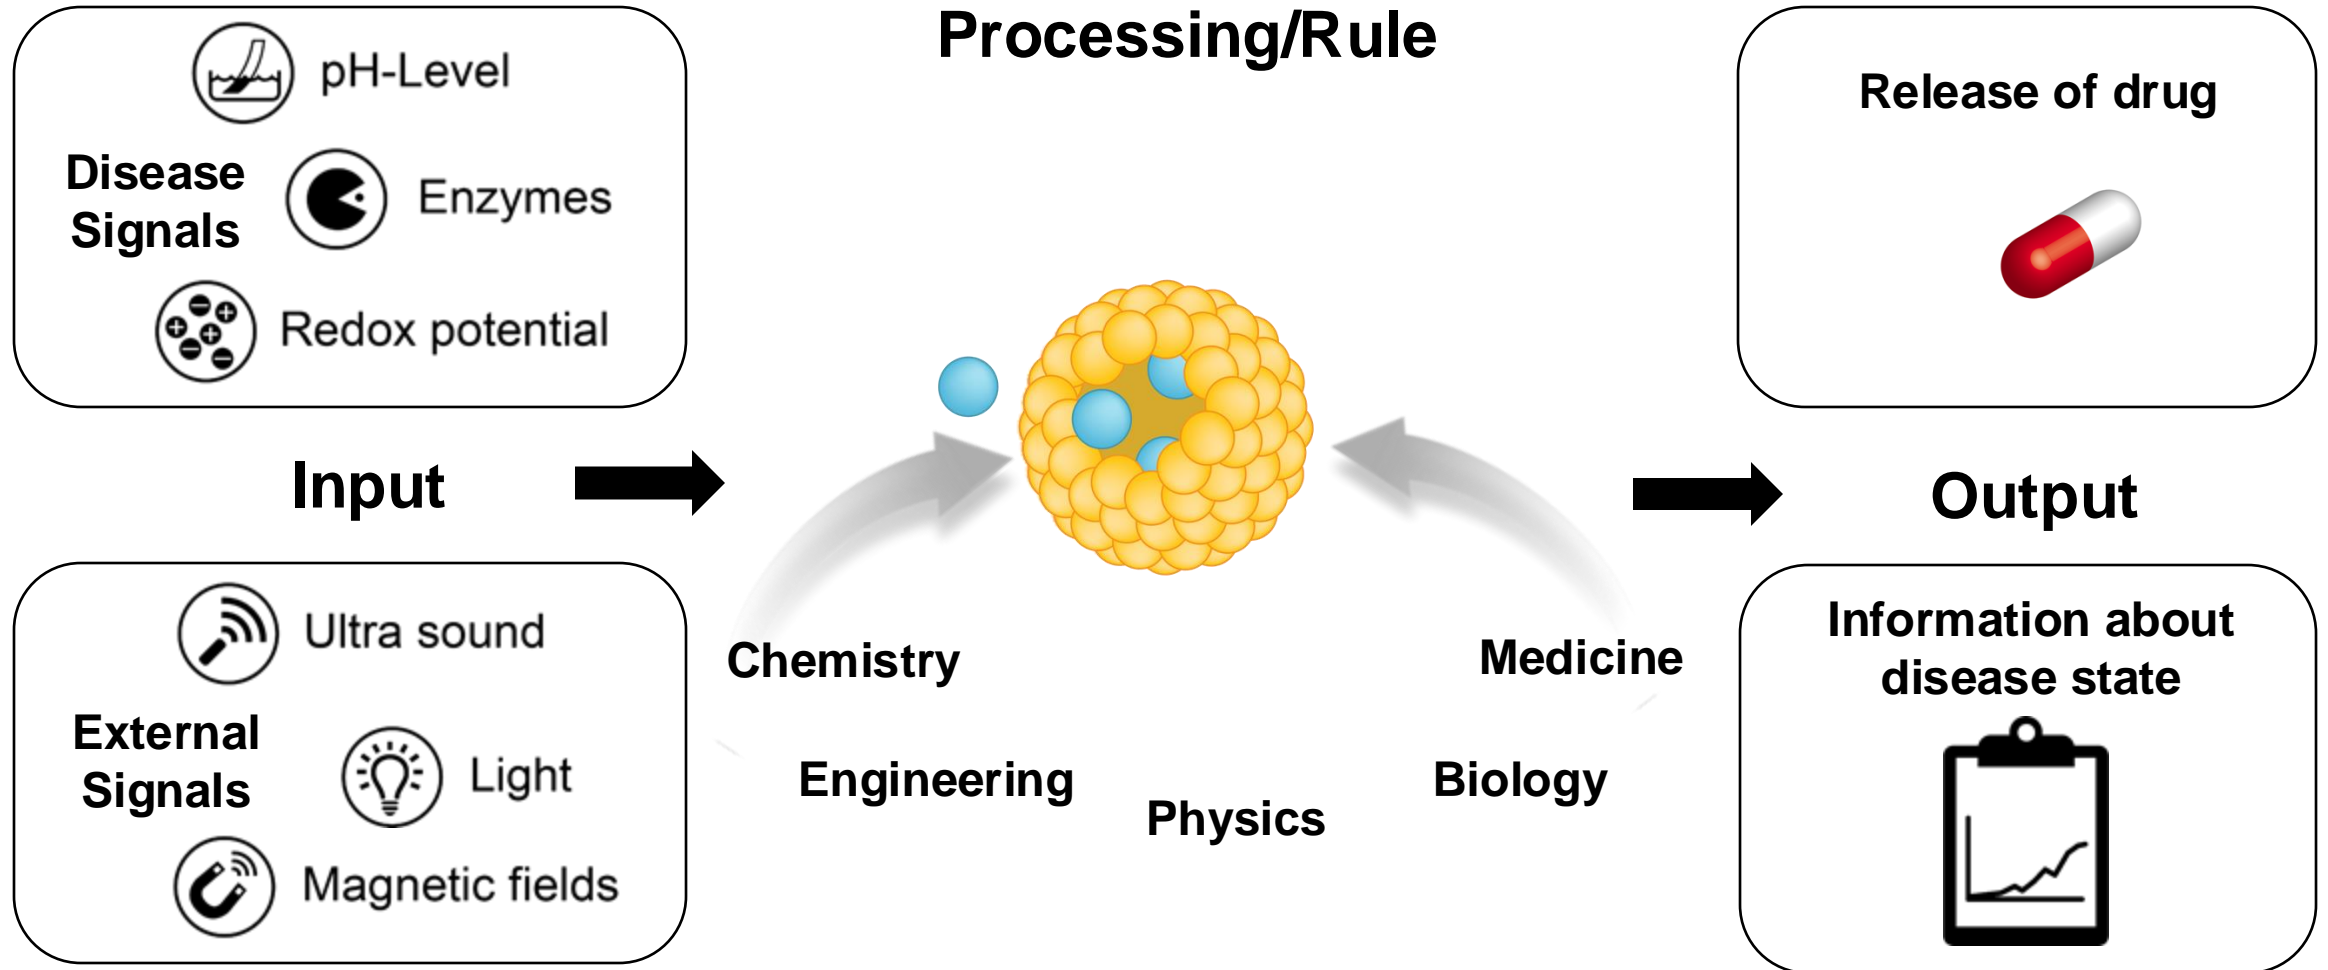 pH-Level
Disease
Signals
Enzymes
Redox potential
Input
Ultra sound
External
Signals
Light
Magnetic fields
Processing/Rule
Chemistry
Engineering
Physics
Biology
Medicine
Release of drug
Output
Information about
disease state